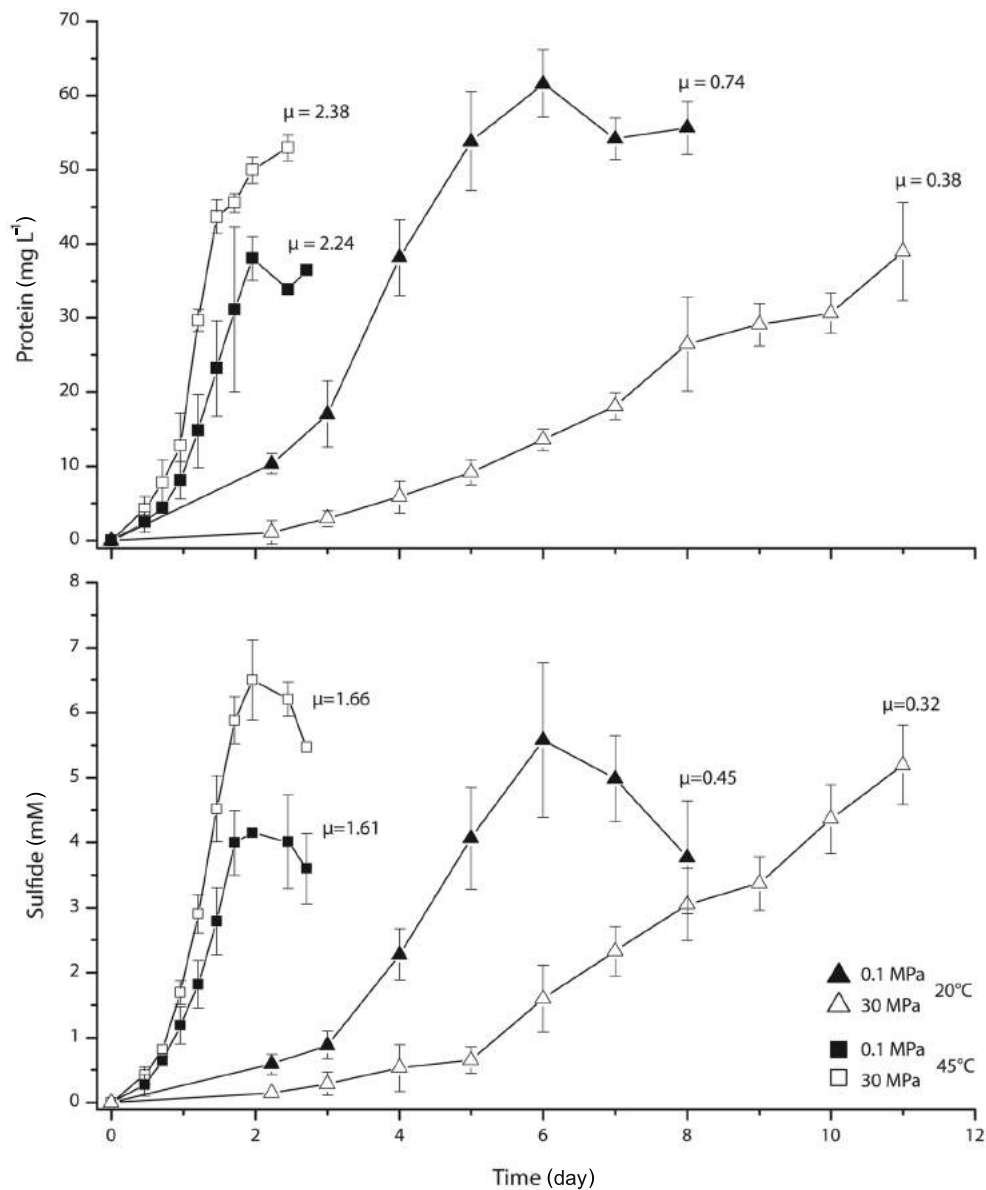 70
60
50
40
30
20
10
0
Protein (mg L⁻¹)
μ = 2.38
μ = 2.24
μ = 0.74
μ = 0.38
8
7
6
5
4
3
2
1
0
Sulfide (mM)
μ=1.66
μ=1.61
μ=0.45
μ=0.32
0.1 MPa
30 MPa
20°C
0.1 MPa
30 MPa
45°C
0 2 4 6 8 10 12
Time (day)